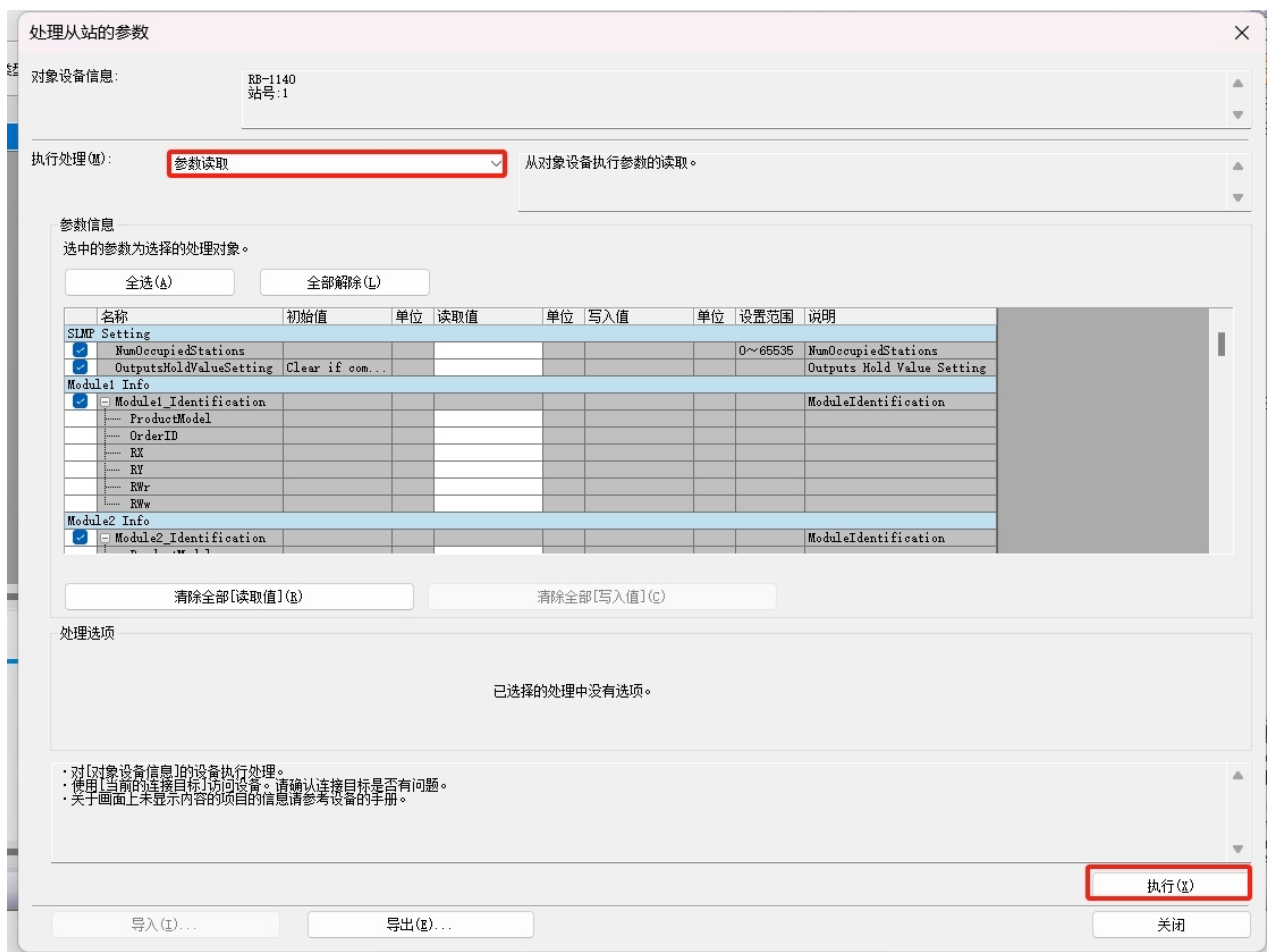 处理从站的参数
对象设备信息:
RB-1140
站号:1
执行处理(M):
参数读取
从对象设备执行参数的读取。
参数信息
选中的参数为选择的处理对象。
全选(A)
全部解除(L)
名称 初始值 单位 读取值 单位 写入值 单位 设置范围 说明
SLMP Setting
NumOccupiedStations 0~65535 NumOccupiedStations
OutputsHoldValueSetting Clear if com... Outputs Hold Value Setting
Module1 Info
Module1_Identification ModuleIdentification
ProductModel
OrderID
RX
RY
RWr
RWw
Module2 Info
Module2_Identification ModuleIdentification
清除全部[读取值](R)
清除全部[写入值](C)
处理选项
已选择的处理中没有选项。
·对[对象设备信息]的设备执行处理。
·使用[当前的连接目标]访问设备。请确认连接目标是否有问题。
·关于画面上未显示内容的项目的信息请参考设备的手册。
执行(X)
导入(I)...
导出(E)...
关闭